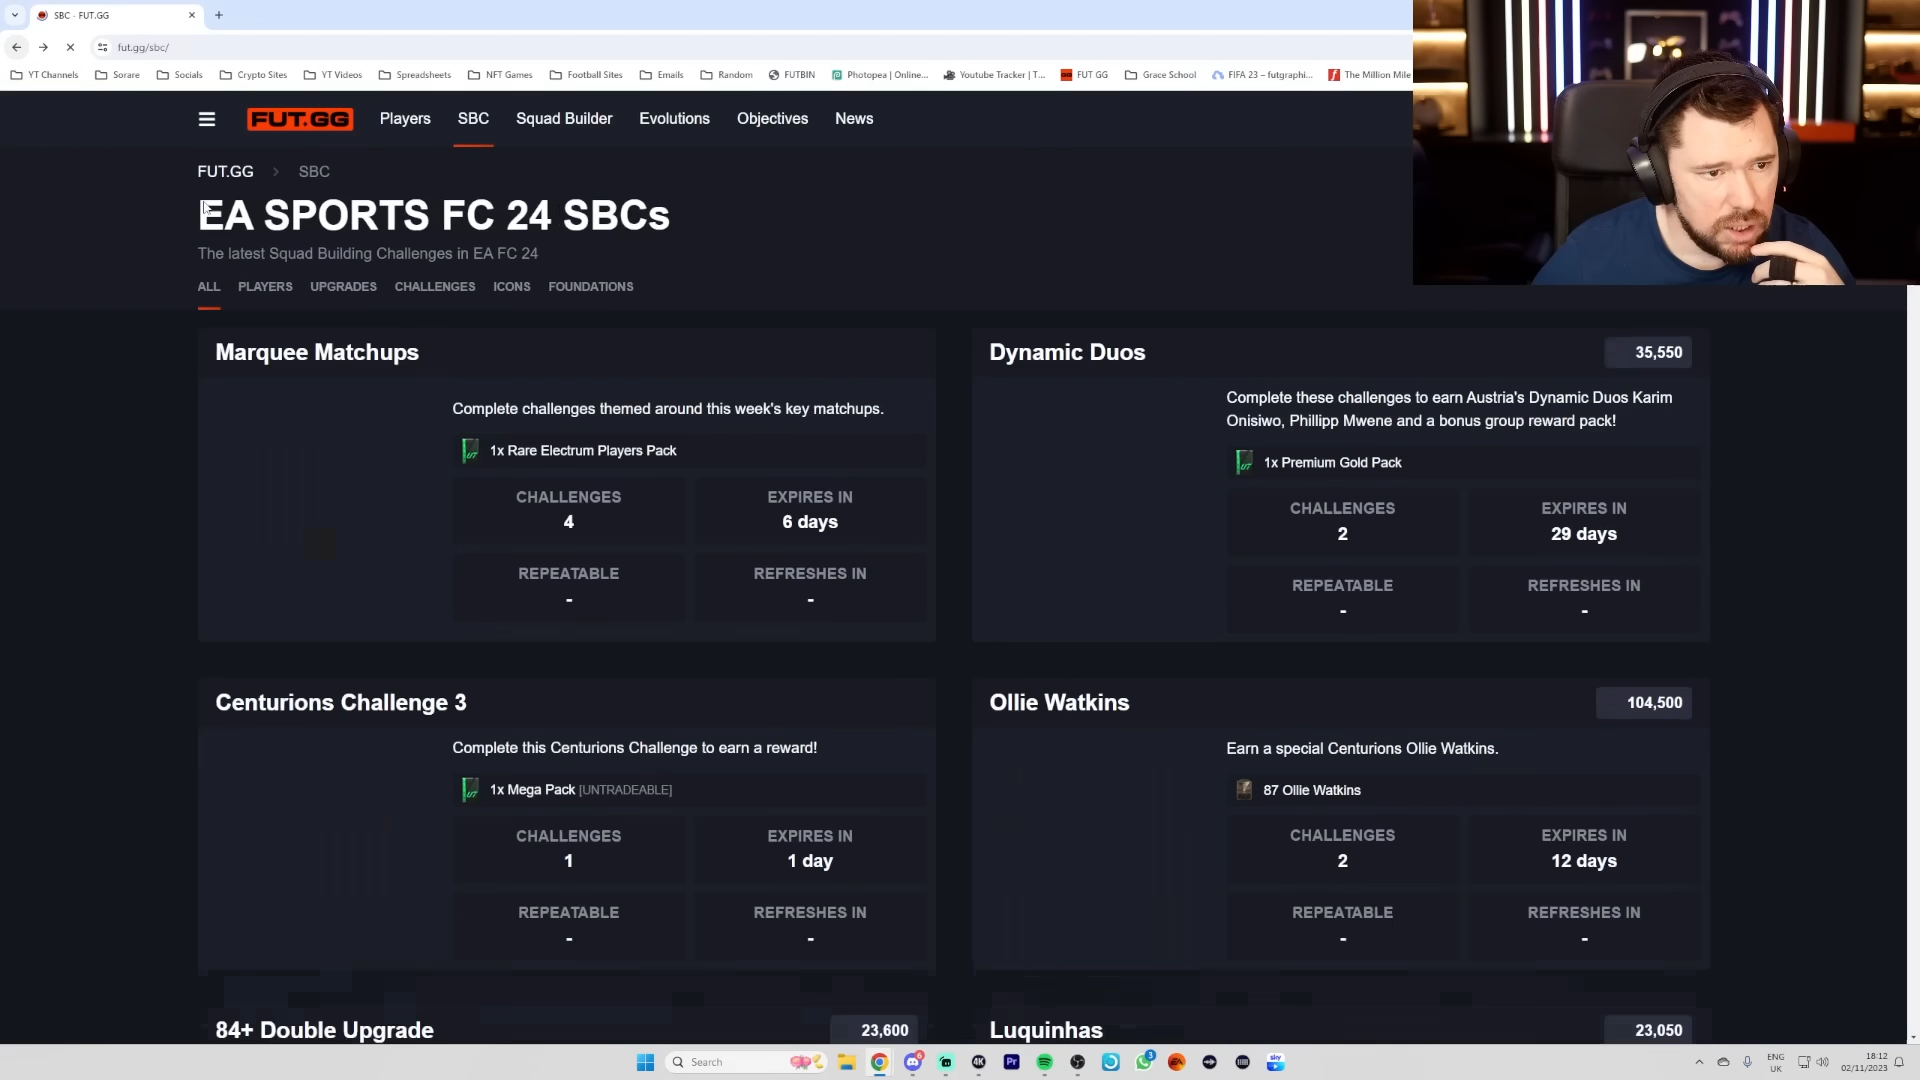 SBC - FUT.GG
fut.gg/sbc/
YT Channels
Sorare
Socials
Crypto Sites
YT Videos
Spreadsheets
NFT Games
Football Sites
Emails
Random
FUTBIN
Photopea | Online...
Youtube Tracker | T...
FUT GG
Grace School
FIFA 23 – futgraphi...
The Million Mile
FUT.GG
Players
SBC
Squad Builder
Evolutions
Objectives
News
FUT.GG > SBC
EA SPORTS FC 24 SBCs
The latest Squad Building Challenges in EA FC 24
ALL
PLAYERS
UPGRADES
CHALLENGES
ICONS
FOUNDATIONS
Marquee Matchups
Complete challenges themed around this week's key matchups.
1x Rare Electrum Players Pack
CHALLENGES
4
EXPIRES IN
6 days
REPEATABLE
-
REFRESHES IN
-
Dynamic Duos
35,550
Complete these challenges to earn Austria's Dynamic Duos Karim
Onisiwo, Phillipp Mwene and a bonus group reward pack!
1x Premium Gold Pack
CHALLENGES
2
EXPIRES IN
29 days
REPEATABLE
-
REFRESHES IN
-
Centurions Challenge 3
Complete this Centurions Challenge to earn a reward!
1x Mega Pack [UNTRADEABLE]
CHALLENGES
1
EXPIRES IN
1 day
REPEATABLE
-
REFRESHES IN
-
Ollie Watkins
104,500
Earn a special Centurions Ollie Watkins.
87 Ollie Watkins
CHALLENGES
2
EXPIRES IN
12 days
REPEATABLE
-
REFRESHES IN
-
84+ Double Upgrade
23,600
Luquinhas
23,050
Search
6
4K
Pr
3
EA
sky
ENG
UK
18:12
02/11/2023